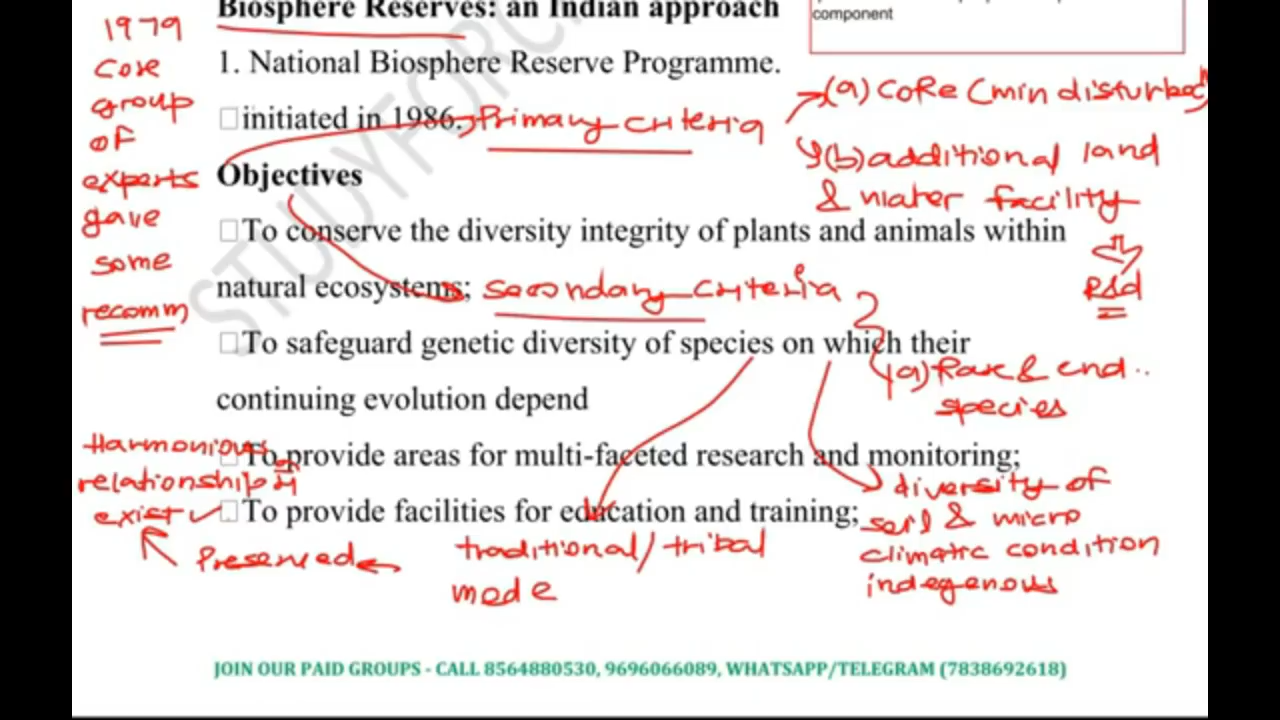 Biosphere Reserves: an Indian approach
component
1979
core
group
of
experts
gave
some
recomm
1. National Biosphere Reserve Programme.
initiated in 1986.
Primary criteria
(a) CORe (min disturbed)
(b) additional land
& water facility
R&d
Objectives
To conserve the diversity integrity of plants and animals within
natural ecosystems;
secondary criteria
To safeguard genetic diversity of species on which their
(a) Rare & end..
species
continuing evolution depend
To provide areas for multi-faceted research and monitoring;
Harmonious
relationship
exist
diversity of
soil & micro
climatic condition
indegenous
To provide facilities for education and training;
Preserved
traditional/tribal
mode
STUDYFORC
JOIN OUR PAID GROUPS - CALL 8564880530, 9696066089, WHATSAPP/TELEGRAM (7838692618)